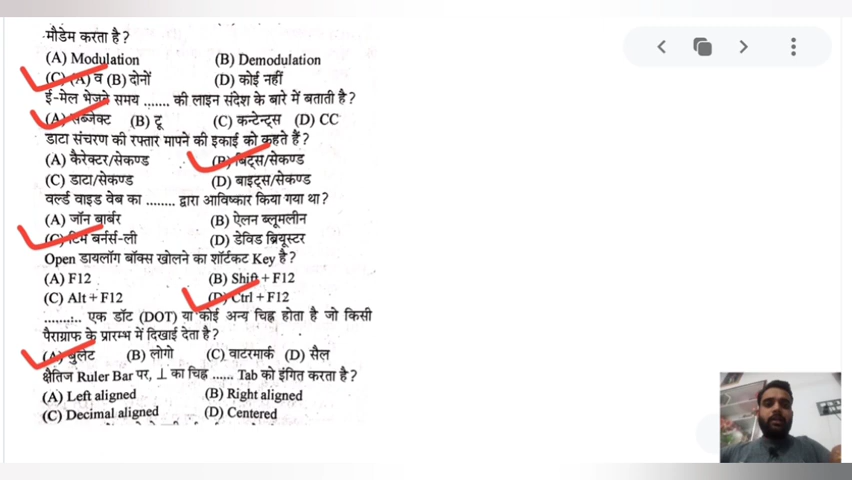 मौडेम करता है?
(A) Modulation (B) Demodulation
(C) (A) व (B) दोनों (D) कोई नहीं
ई-मेल भेजते समय ....... की लाइन संदेश के बारे में बताती है?
(A) सब्जेक्ट (B) टू (C) कन्टेन्ट्स (D) CC
डाटा संचरण की रफ्तार मापने की इकाई को कहते हैं?
(A) कैरेक्टर/सेकण्ड (B) बिट्स/सेकण्ड
(C) डाटा/सेकण्ड (D) बाइट्स/सेकण्ड
वर्ल्ड वाइड वेब का ........ द्वारा आविष्कार किया गया था?
(A) जॉन बार्बर (B) ऐलन ब्लूमलीन
(C) टिम बर्नर्स-ली (D) डेविड ब्रियूस्टर
Open डायलॉग बॉक्स खोलने का शॉर्टकट Key है?
(A) F12 (B) Shift + F12
(C) Alt + F12 (D) Ctrl + F12
........ एक डॉट (DOT) या कोई अन्य चिह्न होता है जो किसी
पैराग्राफ के प्रारम्भ में दिखाई देता है?
(A) बुलेट (B) लोगो (C) वाटरमार्क (D) सैल
क्षैतिज Ruler Bar पर, ⊥ का चिह्न ...... Tab को इंगित करता है?
(A) Left aligned (B) Right aligned
(C) Decimal aligned (D) Centered